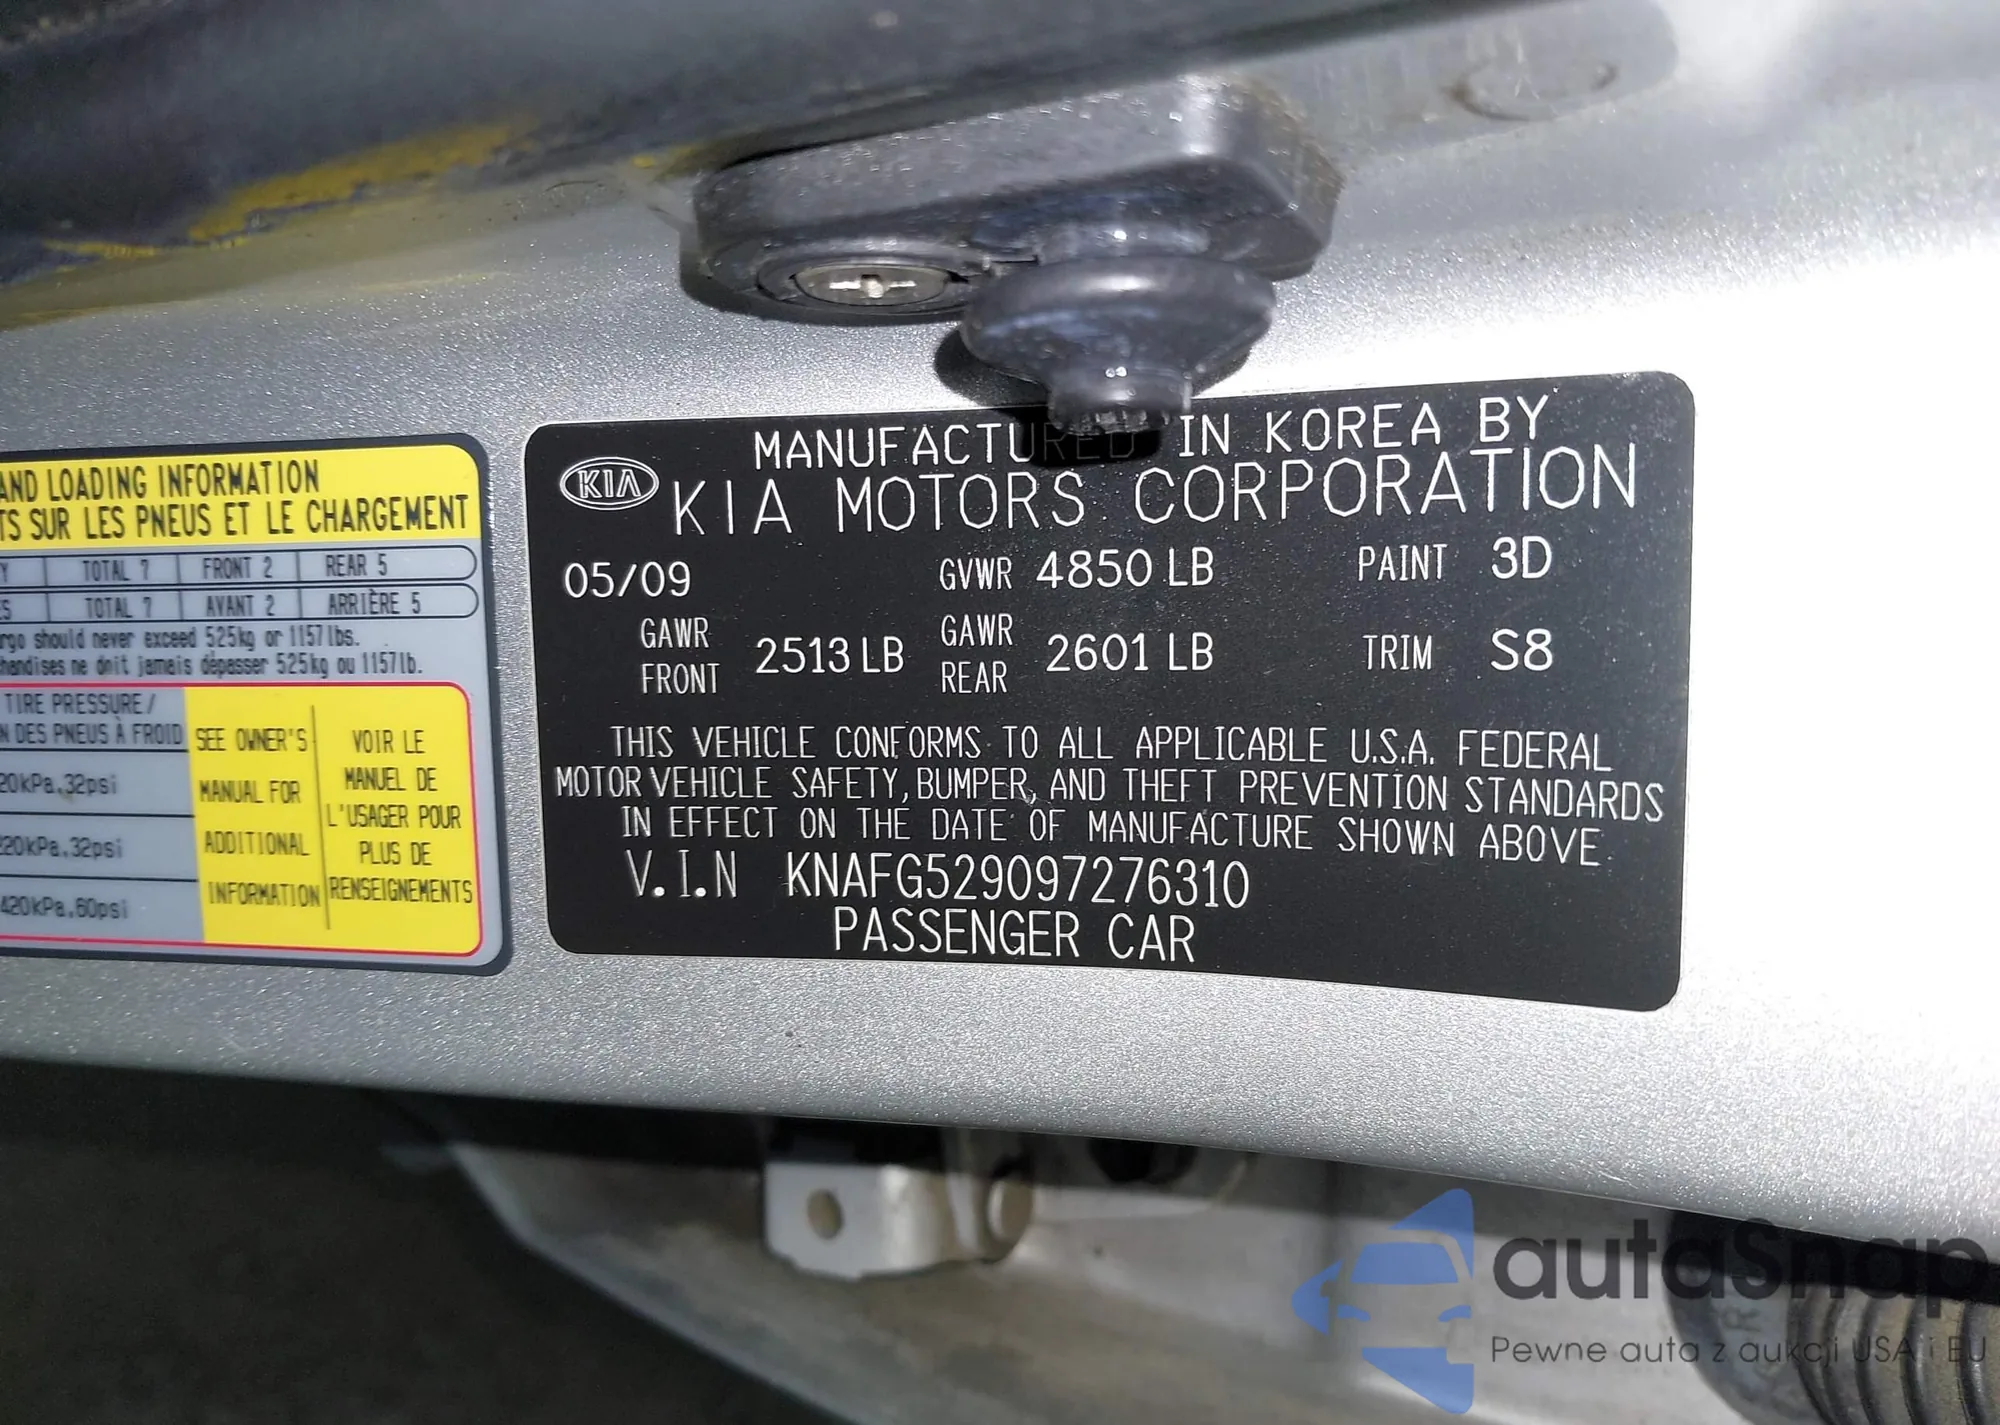 AND LOADING INFORMATION
TS SUR LES PNEUS ET LE CHARGEMENT
Y TOTAL 7 FRONT 2 REAR 5
ES TOTAL 7 AVANT 2 ARRIÈRE 5
rgo should never exceed 525kg or 1157lbs.
handises ne doit jamais dépasser 525kg ou 1157lb.
TIRE PRESSURE/
N DES PNEUS À FROID
20kPa,32psi
220kPa,32psi
420kPa,60psi
SEE OWNER'S
MANUAL FOR
ADDITIONAL
INFORMATION
VOIR LE
MANUEL DE
L'USAGER POUR
PLUS DE
RENSEIGNEMENTS
MANUFACTURED IN KOREA BY
KIA KIA MOTORS CORPORATION
05/09 GVWR 4850 LB PAINT 3D
GAWR FRONT 2513 LB GAWR REAR 2601 LB TRIM S8
THIS VEHICLE CONFORMS TO ALL APPLICABLE U.S.A. FEDERAL
MOTOR VEHICLE SAFETY, BUMPER, AND THEFT PREVENTION STANDARDS
IN EFFECT ON THE DATE OF MANUFACTURE SHOWN ABOVE.
V.I.N KNAFG529097276310
PASSENGER CAR
autaSnap
Pewne auta z aukcji USA i EU